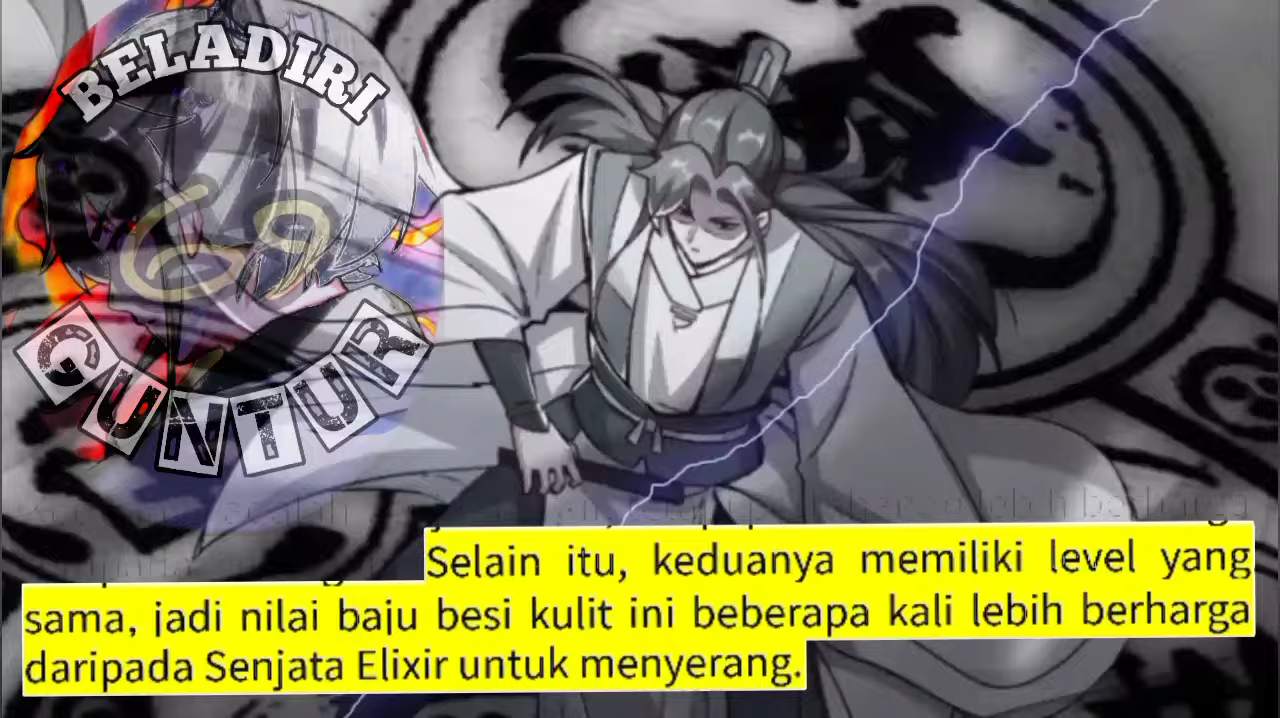 BELADIRI
69
GUNTUR
Selain itu, keduanya memiliki level yang
sama, jadi nilai baju besi kulit ini beberapa kali lebih berharga
daripada Senjata Elixir untuk menyerang.